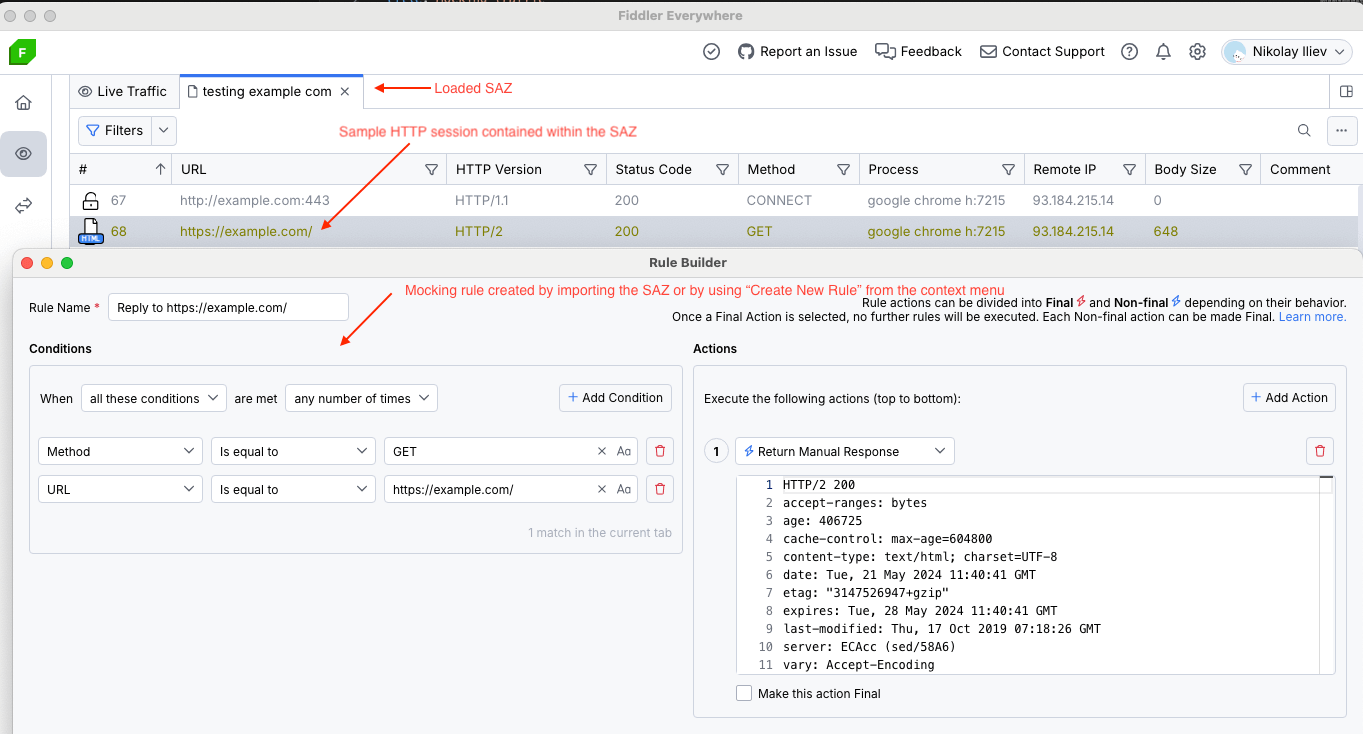 Fiddler Everywhere
F Report an Issue Feedback Contact Support Nikolay Iliev
Live Traffic testing example com Loaded SAZ
Filters Sample HTTP session contained within the SAZ
# URL HTTP Version Status Code Method Process Remote IP Body Size Comment
67 http://example.com:443 HTTP/1.1 200 CONNECT google chrome h:7215 93.184.215.14 0
HTML 68 https://example.com/ HTTP/2 200 GET google chrome h:7215 93.184.215.14 648
Rule Builder
Mocking rule created by importing the SAZ or by using “Create New Rule” from the context menu
Rule Name * Reply to https://example.com/
Rule actions can be divided into Final and Non-final depending on their behavior.
Once a Final Action is selected, no further rules will be executed. Each Non-final action can be made Final. Learn more.
Conditions
When all these conditions are met any number of times + Add Condition
Method Is equal to GET Aa
URL Is equal to https://example.com/ Aa
1 match in the current tab
Actions
Execute the following actions (top to bottom): + Add Action
1 Return Manual Response
1 HTTP/2 200
2 accept-ranges: bytes
3 age: 406725
4 cache-control: max-age=604800
5 content-type: text/html; charset=UTF-8
6 date: Tue, 21 May 2024 11:40:41 GMT
7 etag: "3147526947+gzip"
8 expires: Tue, 28 May 2024 11:40:41 GMT
9 last-modified: Thu, 17 Oct 2019 07:18:26 GMT
10 server: ECAcc (sed/58A6)
11 vary: Accept-Encoding
Make this action Final